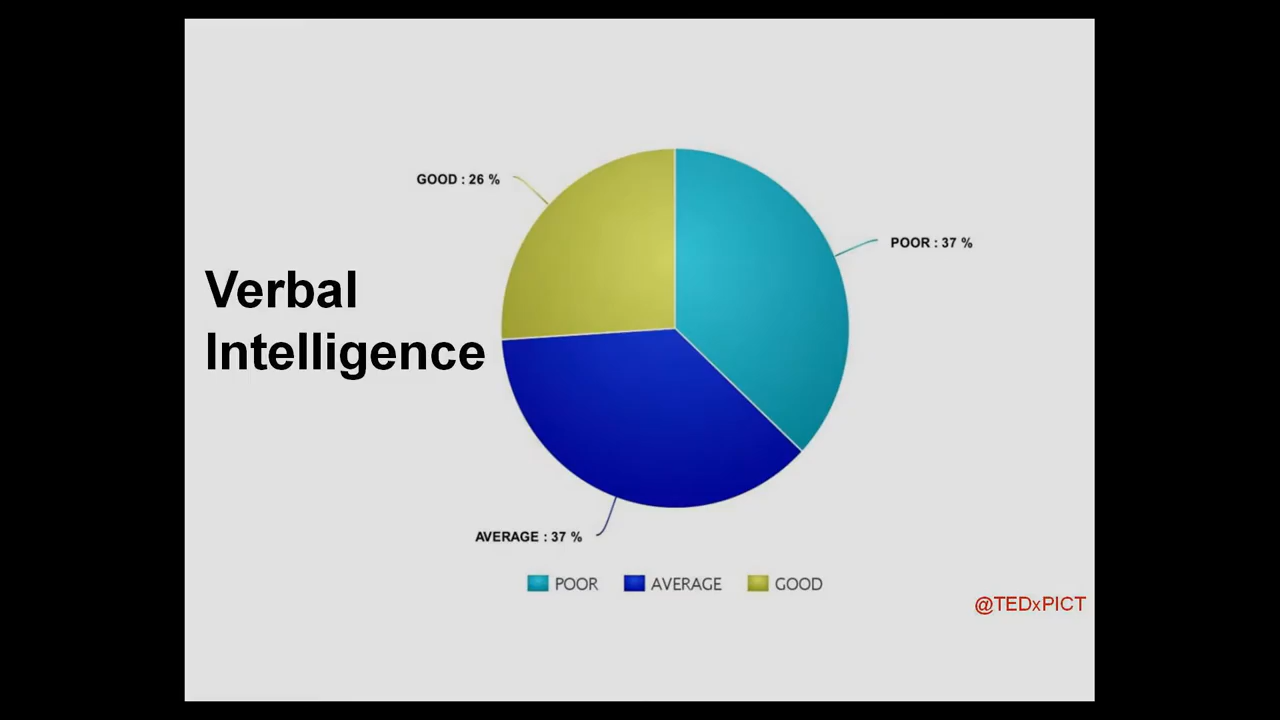 GOOD : 26 %
POOR : 37 %
Verbal
Intelligence
AVERAGE : 37 %
POOR AVERAGE GOOD
@TEDxPICT